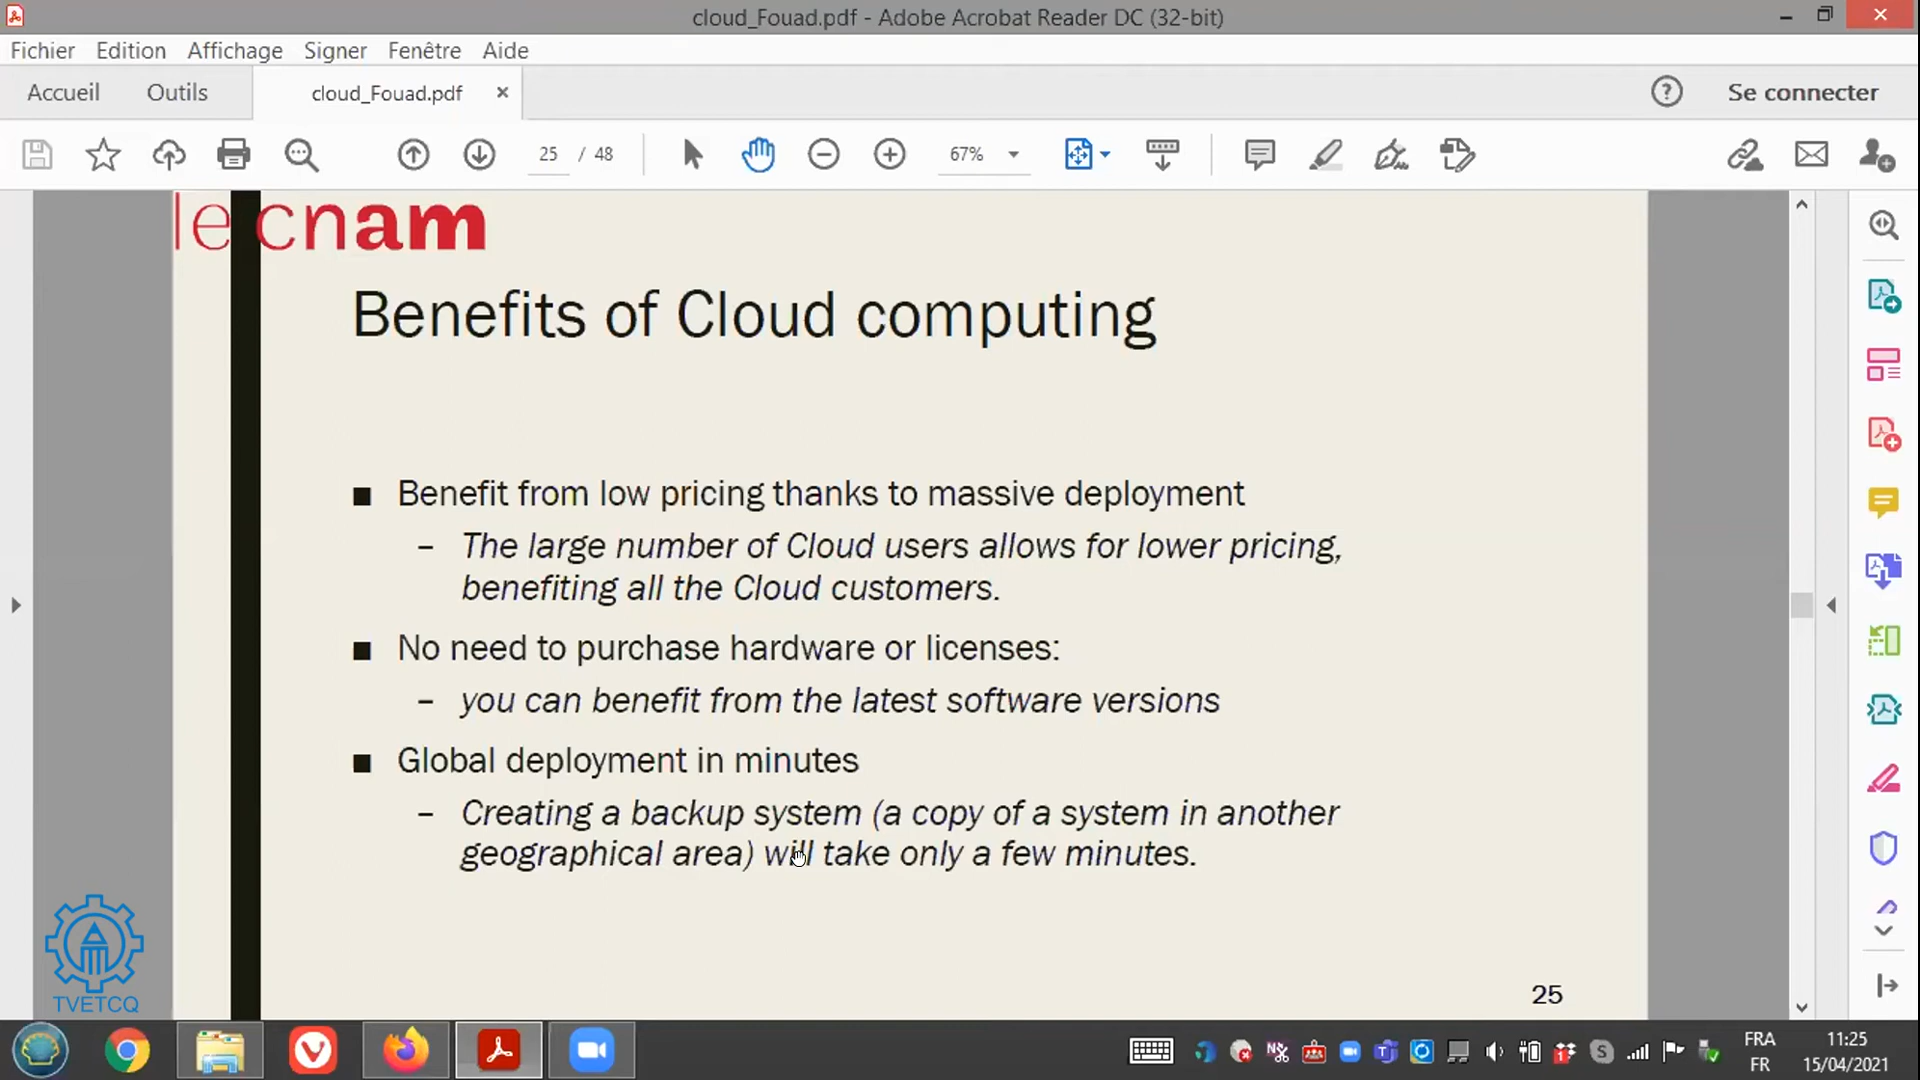 cloud_Fouad.pdf - Adobe Acrobat Reader DC (32-bit)
Fichier Edition Affichage Signer Fenêtre Aide
Accueil Outils cloud_Fouad.pdf × Se connecter
25 / 48 67%
le cnam
Benefits of Cloud computing
■ Benefit from low pricing thanks to massive deployment
– The large number of Cloud users allows for lower pricing,
benefiting all the Cloud customers.
■ No need to purchase hardware or licenses:
– you can benefit from the latest software versions
■ Global deployment in minutes
– Creating a backup system (a copy of a system in another
geographical area) will take only a few minutes.
TVETCQ
25
FRA 11:25
FR 15/04/2021